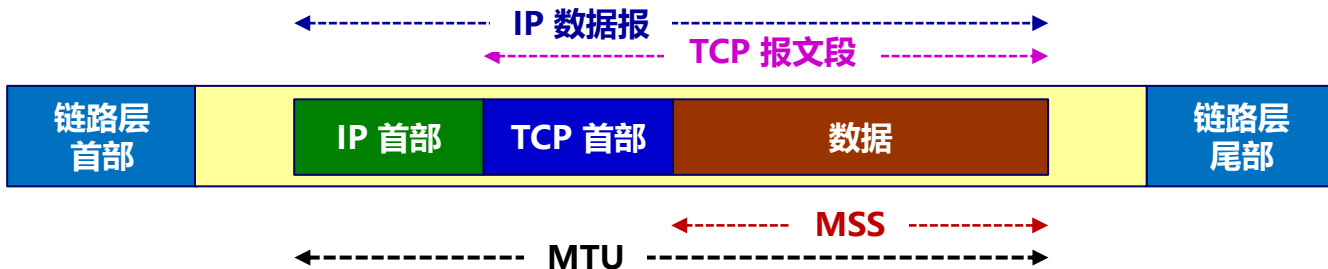 IP 数据报
TCP 报文段
链路层
首部
IP 首部
TCP 首部
数据
链路层
尾部
MSS
MTU